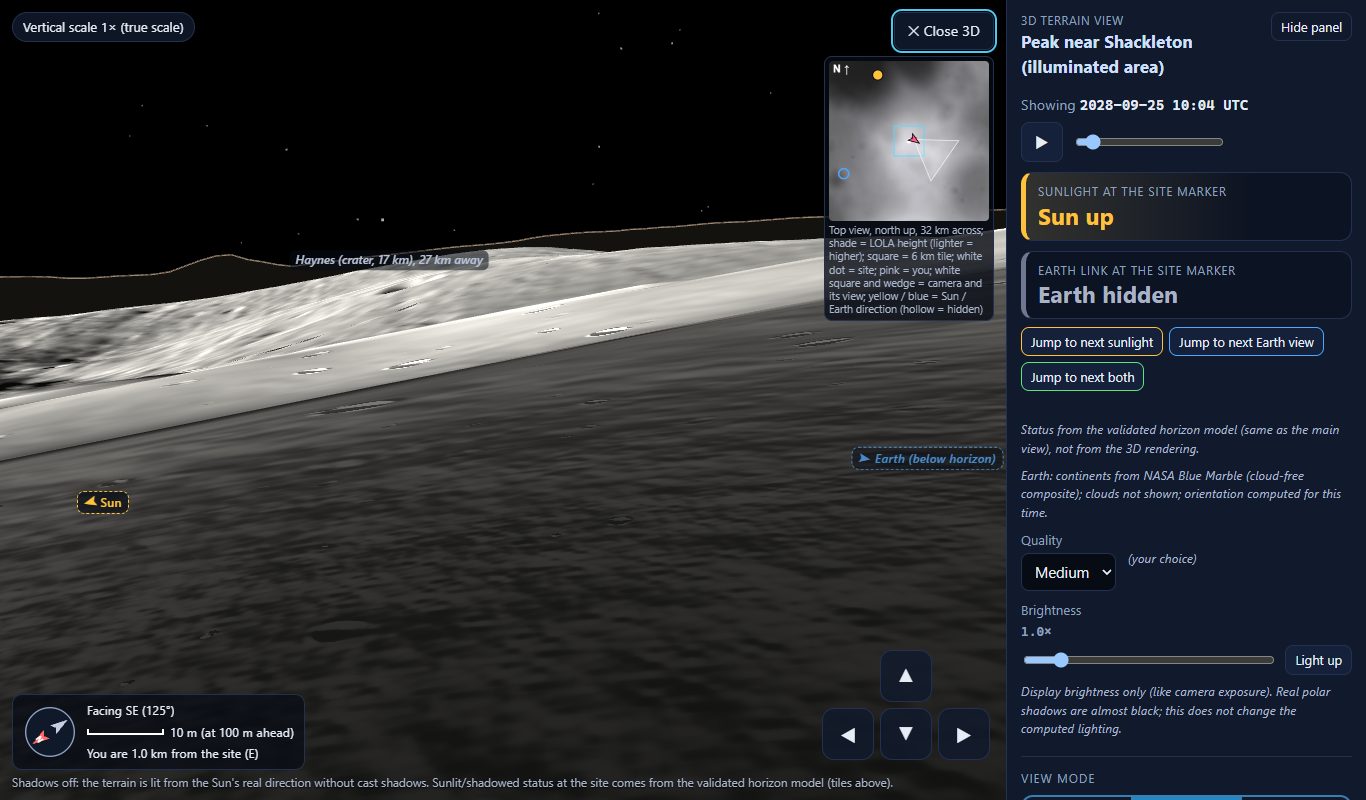 Vertical scale 1× (true scale)
✕ Close 3D
N ↑
Top view, north up, 32 km across;
shade = LOLA height (lighter =
higher); square = 6 km tile; white
dot = site; pink = you; white
square and wedge = camera and
its view; yellow / blue = Sun /
Earth direction (hollow = hidden)
Haynes (crater, 17 km), 27 km away
Earth (below horizon)
Sun
Facing SE (125°)
10 m (at 100 m ahead)
You are 1.0 km from the site (E)
Shadows off: the terrain is lit from the Sun's real direction without cast shadows. Sunlit/shadowed status at the site comes from the validated horizon model (tiles above).
3D TERRAIN VIEW
Hide panel
Peak near Shackleton
(illuminated area)
Showing 2028-09-25 10:04 UTC
SUNLIGHT AT THE SITE MARKER
Sun up
EARTH LINK AT THE SITE MARKER
Earth hidden
Jump to next sunlight
Jump to next Earth view
Jump to next both
Status from the validated horizon model (same as the main
view), not from the 3D rendering.
Earth: continents from NASA Blue Marble (cloud-free
composite); clouds not shown; orientation computed for this
time.
Quality
Medium
(your choice)
Brightness
1.0×
Light up
Display brightness only (like camera exposure). Real polar
shadows are almost black; this does not change the
computed lighting.
VIEW MODE